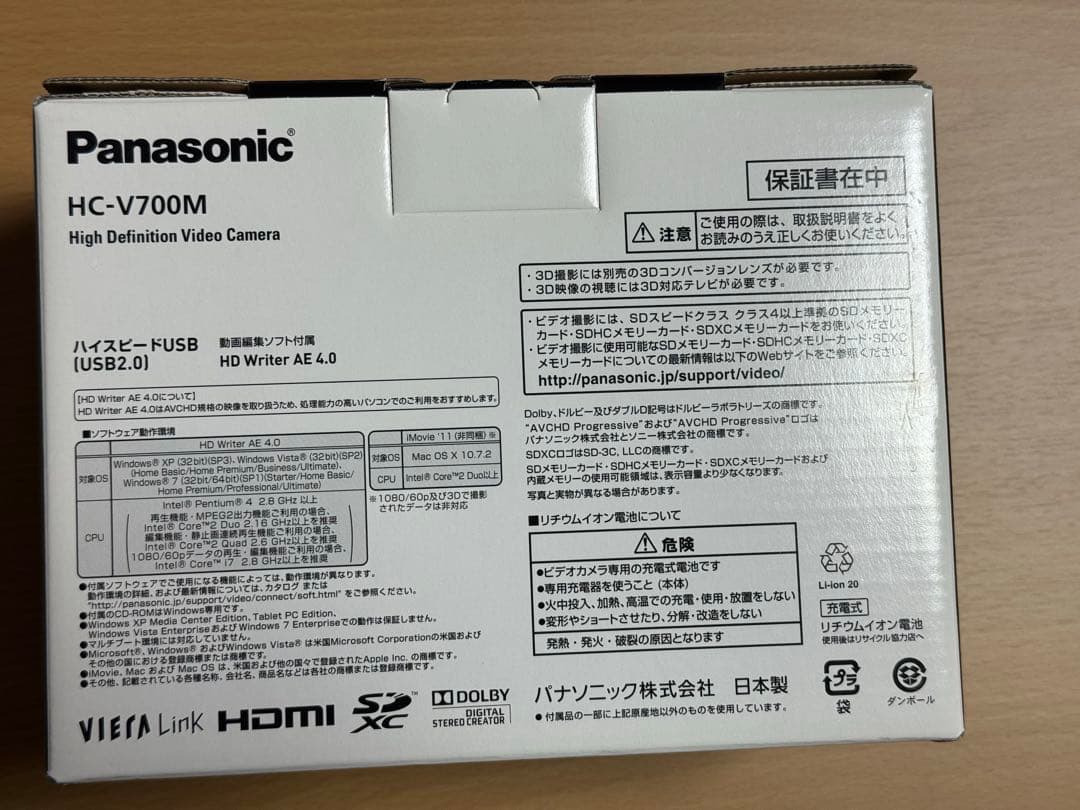 Panasonic®
HC-V700M
High Definition Video Camera
ハイスピードUSB
(USB2.0)
動画編集ソフト付属
HD Writer AE 4.0
【HD Writer AE 4.0について】
HD Writer AE 4.0はAVCHD規格の映像を取り扱うため、処理能力の高いパソコンでのご利用をおすすめします。
■ソフトウェア動作環境
HD Writer AE 4.0
対象OS
Windows® XP (32bit)(SP3)、Windows Vista® (32bit)(SP2)
(Home Basic/Home Premium/Business/Ultimate)、
Windows® 7 (32bit/64bit)(SP1)(Starter/Home Basic/
Home Premium/Professional/Ultimate)
CPU
Intel® Pentium® 4 2.8 GHz 以上
再生機能・MPEG2出力機能ご利用の場合、
Intel® Core™2 Duo 2.16 GHz以上を推奨
編集機能・静止画連続再生機能ご利用の場合、
Intel® Core™2 Quad 2.6 GHz以上を推奨
1080/60pデータの再生・編集機能ご利用の場合、
Intel® Core™ i7 2.8 GHz以上を推奨
iMovie '11 (非同梱) ※
対象OS Mac OS X 10.7.2
CPU Intel® Core™2 Duo以上
※1080/60p及び3Dで撮影
されたデータは非対応
●付属ソフトウェアでご使用になる機能によっては、動作環境が異なります。
動作環境の詳細、および最新情報については、カタログ または
"http://panasonic.jp/support/video/connect/soft.html" をご参照ください。
●付属のCD-ROMはWindows専用です。
●Windows XP Media Center Edition、Tablet PC Edition、
Windows Vista Enterprise および Windows 7 Enterprise での動作は保証しません。
●マルチブート環境には対応していません。
●Microsoft®、Windows® およびWindows Vista® は米国Microsoft Corporationの米国および
その他の国における登録商標または商標です。
●iMovie、Mac および Mac OS は、米国および他の国々で登録されたApple Inc. の商標です。
●その他、記載されている各種名称、会社名、商品名などは各社の商標または登録商標です。
VIERA Link HDMI SD XC™ DOLBY
DIGITAL
STEREO CREATOR
保証書在中
注意
ご使用の際は、取扱説明書をよく
お読みのうえ正しくお使いください。
・3D撮影には別売の3Dコンバージョンレンズが必要です。
・3D映像の視聴には3D対応テレビが必要です。
・ビデオ撮影には、SDスピードクラス クラス4以上準拠のSDメモリー
カード・SDHCメモリーカード・SDXCメモリーカードをお使いください。
・ビデオ撮影に使用可能なSDメモリーカード・SDHCメモリーカード・SDXC
メモリーカードについての最新情報は以下のWebサイトをご参照ください。
http://panasonic.jp/support/video/
Dolby、ドルビー及びダブルD記号はドルビーラボラトリーズの商標です。
"AVCHD Progressive"および"AVCHD Progressive"ロゴは
パナソニック株式会社とソニー株式会社の商標です。
SDXCロゴはSD-3C, LLCの商標です。
SDメモリーカード・SDHCメモリーカード・SDXCメモリーカードおよび
内蔵メモリーの使用可能領域は、表示容量より少なくなります。
写真と実物が異なる場合があります。
■リチウムイオン電池について
危険
●ビデオカメラ専用の充電式電池です
●専用充電器を使うこと (本体)
●火中投入、加熱、高温での充電・使用・放置をしない
●変形やショートさせたり、分解・改造をしない
発熱・発火・破裂の原因となります
Li-ion 20
充電式
リチウムイオン電池
使用後はリサイクル協力店へ
パナソニック株式会社 日本製
●付属品の一部に上記原産地以外のものを使用しています。
プラ
袋
ダンボール